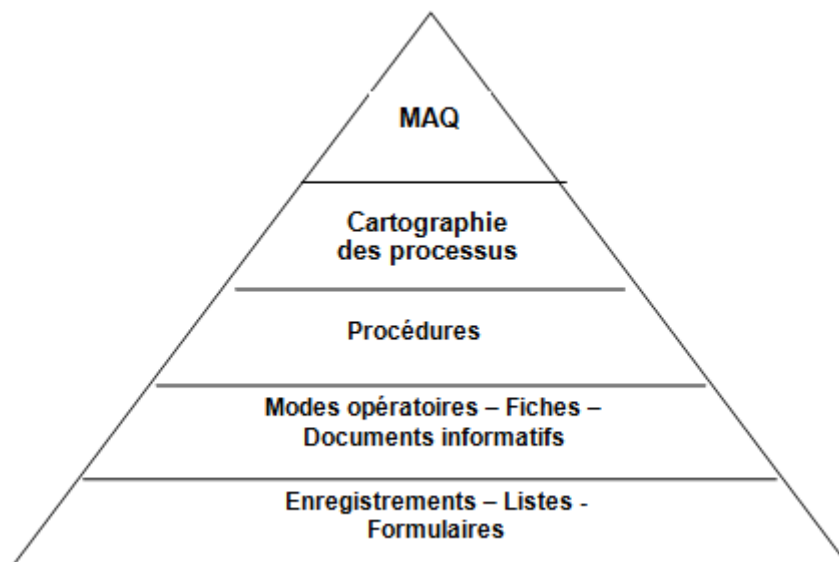 MAQ
Cartographie
des processus
Procédures
Modes opératoires – Fiches –
Documents informatifs
Enregistrements – Listes -
Formulaires